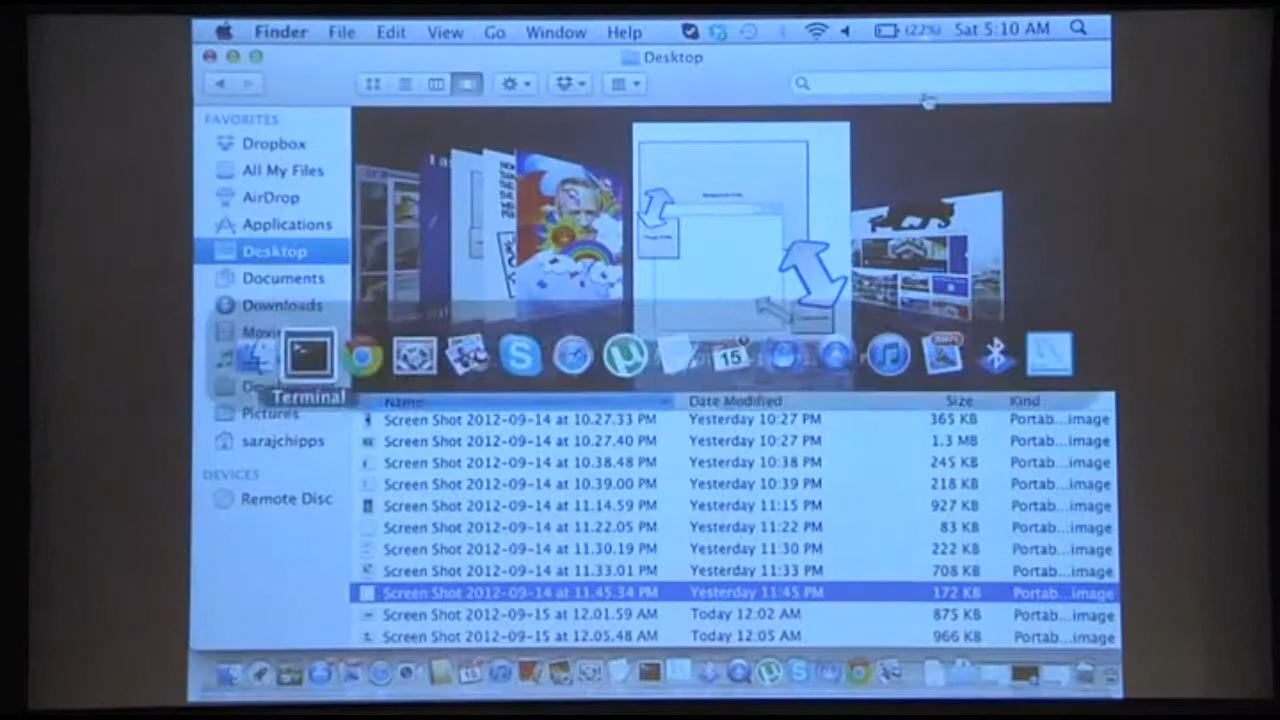 Finder File Edit View Go Window Help (22%) Sat 5:10 AM
Desktop
FAVORITES
Dropbox
All My Files
AirDrop
Applications
Desktop
Documents
Downloads
Pictures
sarajchipps
DEVICES
Remote Disc
I a
15
Terminal
Name Date Modified Size Kind
Screen Shot 2012-09-14 at 10.27.33 PM Yesterday 10:27 PM 365 KB Portab...image
Screen Shot 2012-09-14 at 10.27.40 PM Yesterday 10:27 PM 1.3 MB Portab...image
Screen Shot 2012-09-14 at 10.38.48 PM Yesterday 10:38 PM 245 KB Portab...image
Screen Shot 2012-09-14 at 10.39.00 PM Yesterday 10:39 PM 218 KB Portab...image
Screen Shot 2012-09-14 at 11.14.59 PM Yesterday 11:15 PM 927 KB Portab...image
Screen Shot 2012-09-14 at 11.22.05 PM Yesterday 11:22 PM 83 KB Portab...image
Screen Shot 2012-09-14 at 11.30.19 PM Yesterday 11:30 PM 222 KB Portab...image
Screen Shot 2012-09-14 at 11.33.01 PM Yesterday 11:33 PM 708 KB Portab...image
Screen Shot 2012-09-14 at 11.45.34 PM Yesterday 11:45 PM 172 KB Portab...image
Screen Shot 2012-09-15 at 12.01.59 AM Today 12:02 AM 875 KB Portab...image
Screen Shot 2012-09-15 at 12.05.48 AM Today 12:05 AM 966 KB Portab...image